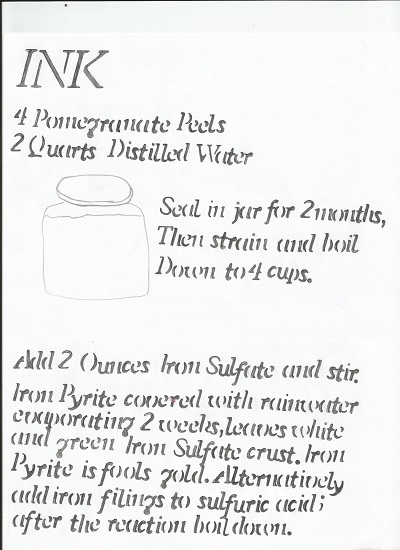 INK
4 Pomegranate Peels
2 Quarts Distilled Water
Seal in jar for 2 months,
Then strain and boil
Down to 4 cups.
Add 2 Ounces Iron Sulfate and stir.
Iron Pyrite covered with rainwater
evaporating 2 weeks, leaves white
and green Iron Sulfate crust. Iron
Pyrite is fools gold. Alternatively
add iron filings to sulfuric acid;
after the reaction boil down.